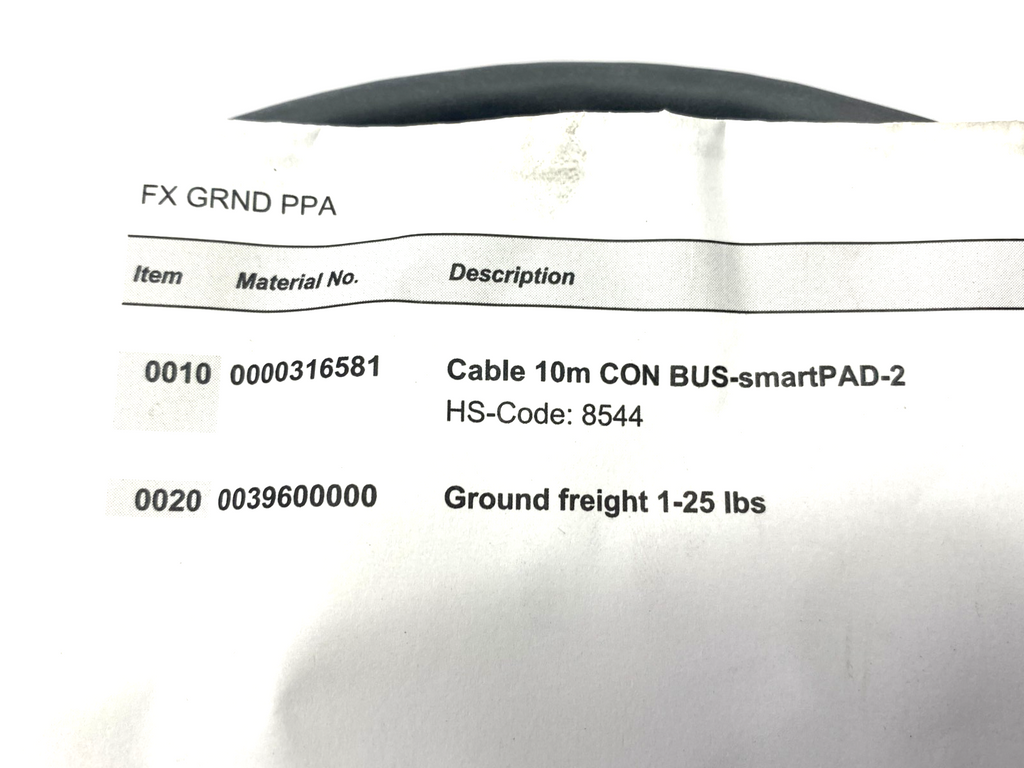 FX GRND PPA
Item Material No. Description
0010 0000316581 Cable 10m CON BUS-smartPAD-2
HS-Code: 8544
0020 0039600000 Ground freight 1-25 lbs